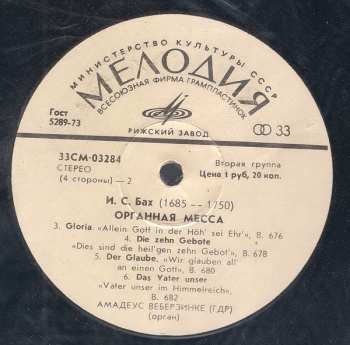 МИНИСТЕРСТВО КУЛЬТУРЫ СССР
МЕЛОДИЯ
ВСЕСОЮЗНАЯ ФИРМА ГРАМПЛАСТИНОК
Гост
5289-73
РИЖСКИЙ ЗАВОД
33
33СМ-03284
СТЕРЕО
(4 стороны)—2
Вторая группа
Цена 1 руб, 20 коп.
И. С. Бах (1685 -- 1750)
ОРГАННАЯ МЕССА
3. Gloria. «Allein Gott in der Höh' sei Ehr'», B. 676
4. Die zehn Gebote
«Dies sind die heil'gen zehn Gebot'», B. 678
5. Der Glaube. «Wir glauben all'
an einen Gott», B. 680
6. Das Vater unser
«Vater unser im Himmelreich»,
B. 682
АМАДЕУС ВЕБЕРЗИНКЕ (ГДР)
(орган)